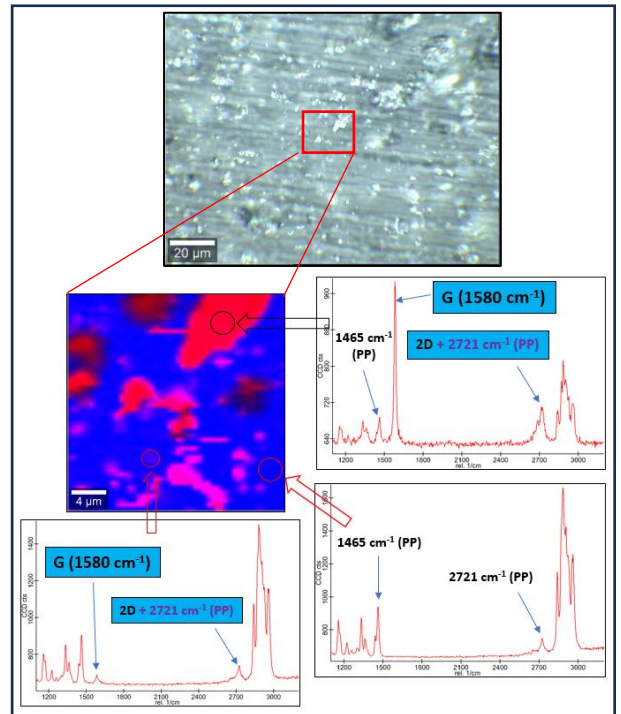 20 µm
G (1580 cm⁻¹)
1465 cm⁻¹
(PP)
2D + 2721 cm⁻¹ (PP)
CCD cts
960
880
800
720
640
1200 1500 1800 2100 2400 2700 3000
rel. 1/cm
4 µm
G (1580 cm⁻¹)
2D + 2721 cm⁻¹ (PP)
CCD cts
1400
1200
1000
800
1200 1500 1800 2100 2400 2700 3000
rel. 1/cm
1465 cm⁻¹ (PP)
2721 cm⁻¹ (PP)
CCD cts
1400
1200
1000
800
1200 1500 1800 2100 2400 2700 3000
rel. 1/cm